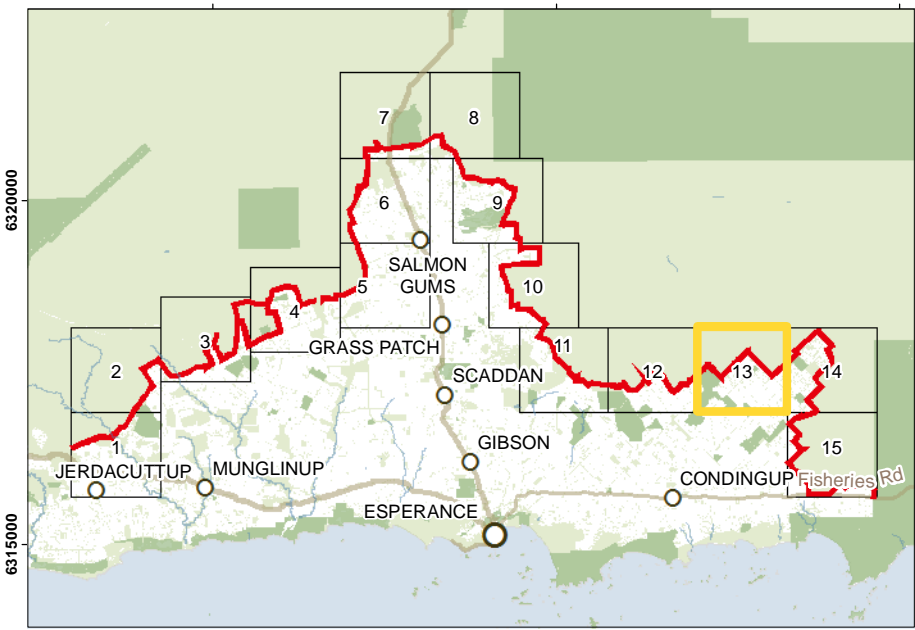 7
8
6320000
6
9
SALMON
GUMS
5
10
4
3
GRASS PATCH
11
2
12
13
14
SCADDAN
1
GIBSON
15
JERDACUTTUP
MUNGLINUP
CONDINGUP
Fisheries Rd
ESPERANCE
6315000